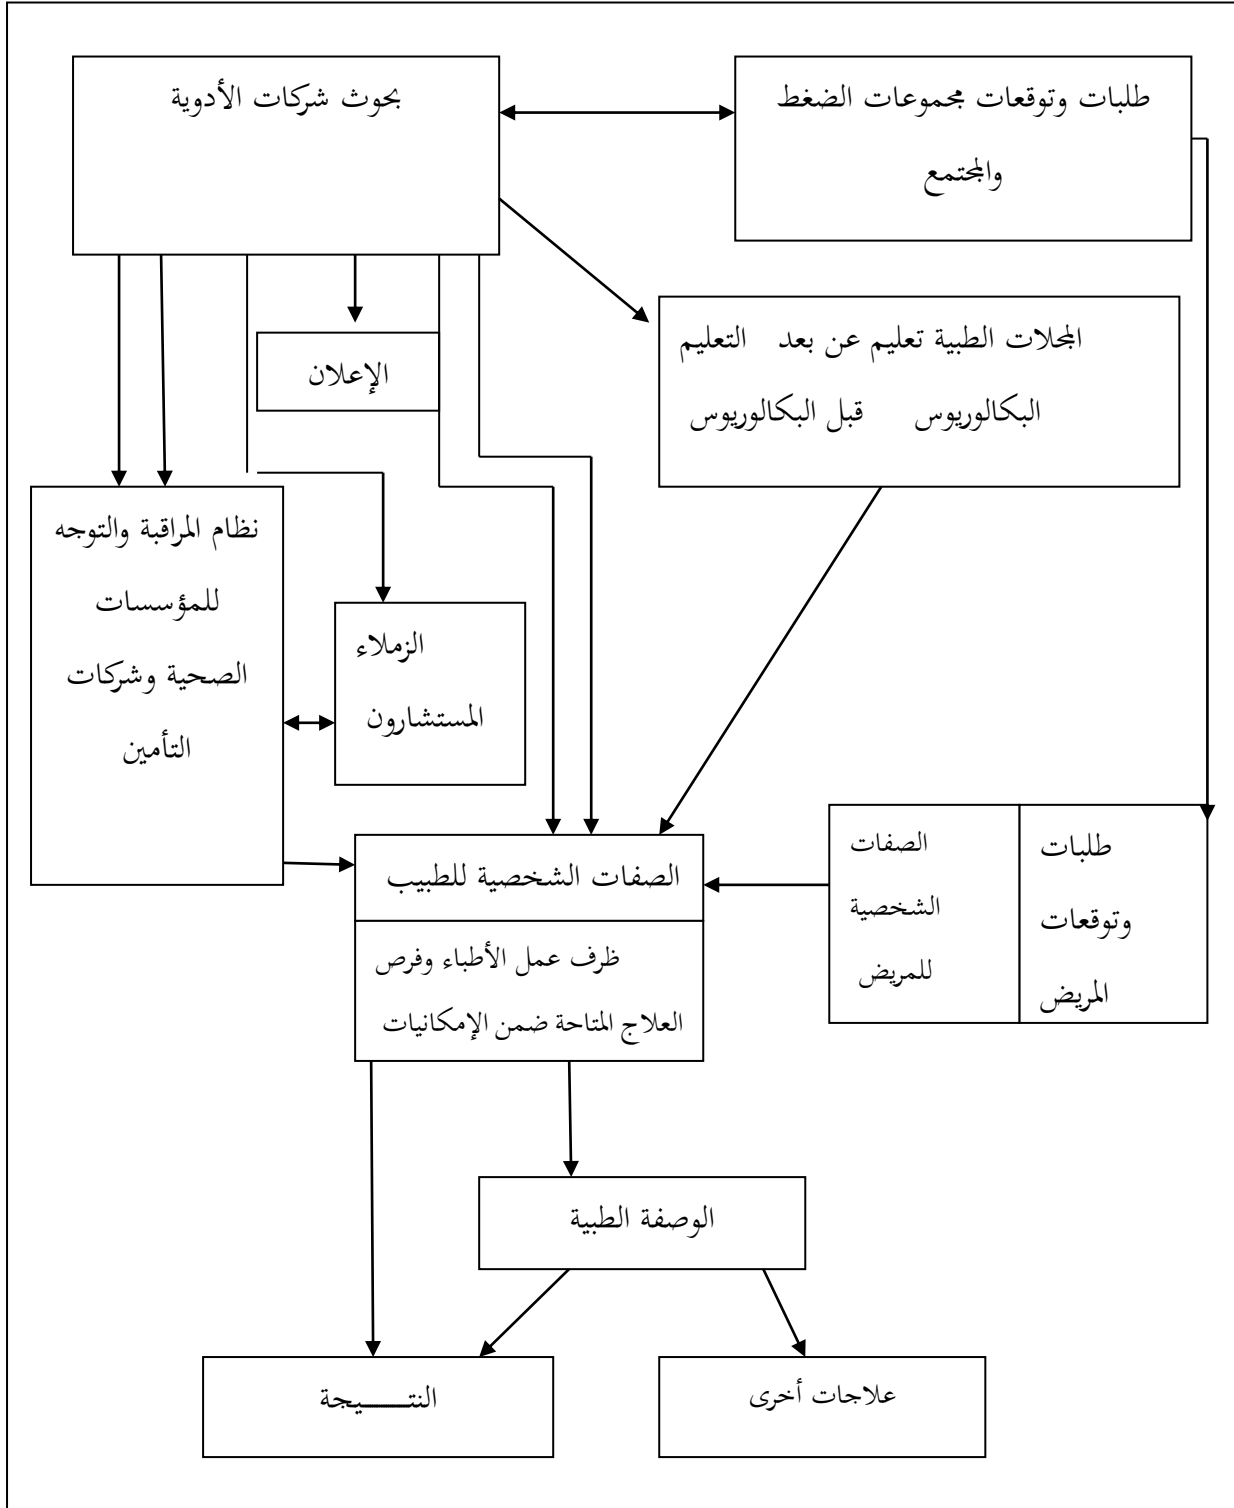 طلبات وتوقعات مجموعات الضغط
والمجتمع
بحوث شركات الأدوية
المجلات الطبية تعليم عن بعد التعليم
البكالوريوس قبل البكالوريوس
الإعلان
نظام المراقبة والتوجه
للمؤسسات
الصحية وشركات
التأمين
الزملاء
المستشارون
طلبات
وتوقعات
المريض
الصفات
الشخصية
للمريض
الصفات الشخصية للطبيب
ظرف عمل الأطباء وفرص
العلاج المتاحة ضمن الإمكانيات
الوصفة الطبية
علاجات أخرى
النتـــــــيجة